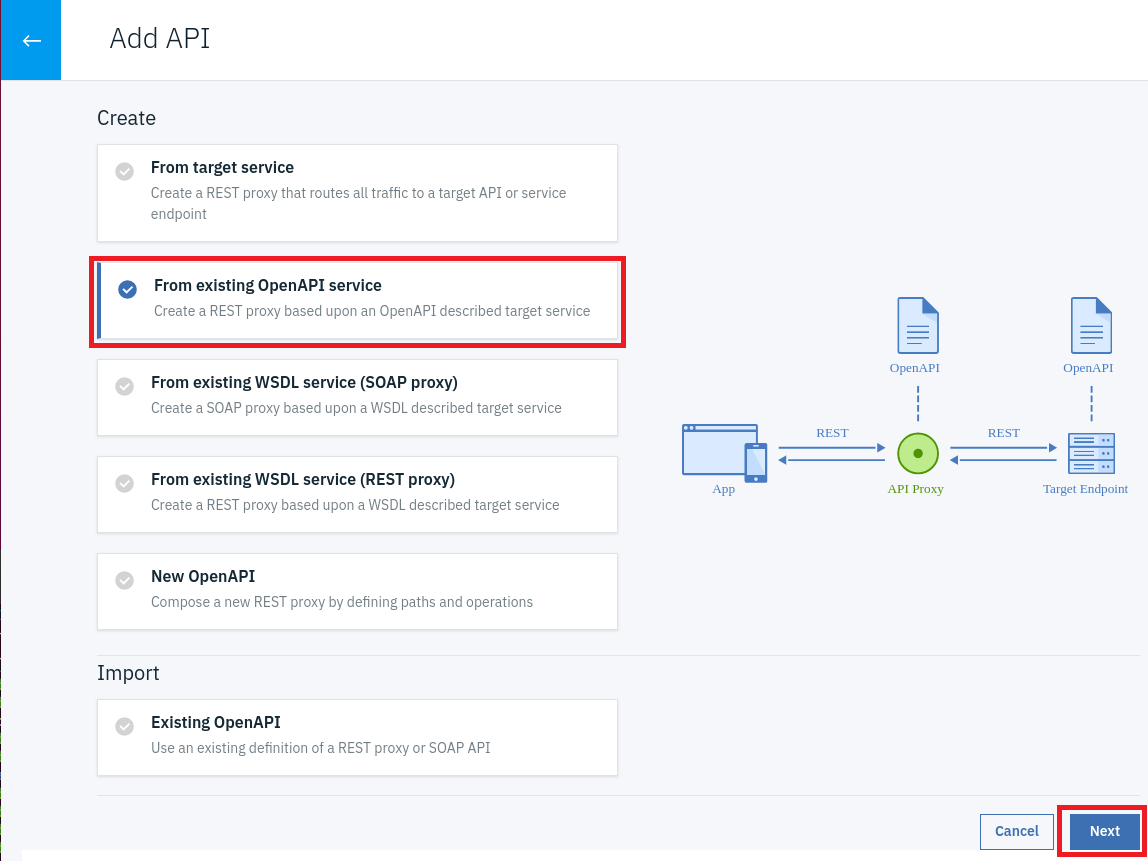 Add API
Create
From target service
Create a REST proxy that routes all traffic to a target API or service
endpoint
From existing OpenAPI service
Create a REST proxy based upon an OpenAPI described target service
From existing WSDL service (SOAP proxy)
Create a SOAP proxy based upon a WSDL described target service
From existing WSDL service (REST proxy)
Create a REST proxy based upon a WSDL described target service
New OpenAPI
Compose a new REST proxy by defining paths and operations
OpenAPI
OpenAPI
REST
REST
App
API Proxy
Target Endpoint
Import
Existing OpenAPI
Use an existing definition of a REST proxy or SOAP API
Cancel
Next